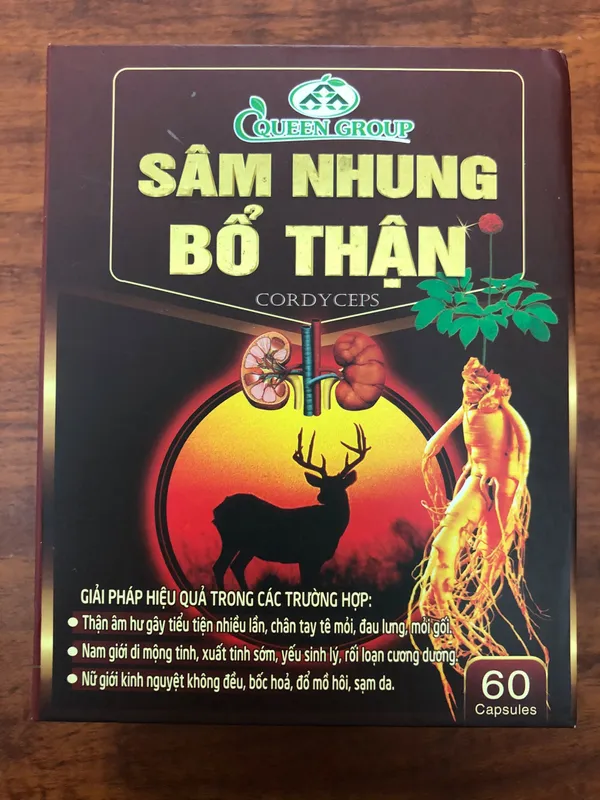 QUEEN GROUP
SÂM NHUNG
BỔ THẬN
CORDYCEPS
GIẢI PHÁP HIỆU QUẢ TRONG CÁC TRƯỜNG HỢP:
Thận âm hư gây tiểu tiện nhiều lần, chân tay tê mỏi, đau lưng, mỏi gối.
Nam giới di mộng tinh, xuất tinh sớm, yếu sinh lý, rối loạn cương dương.
Nữ giới kinh nguyệt không đều, bốc hoả, đổ mồ hôi, sạm da.
60
Capsules